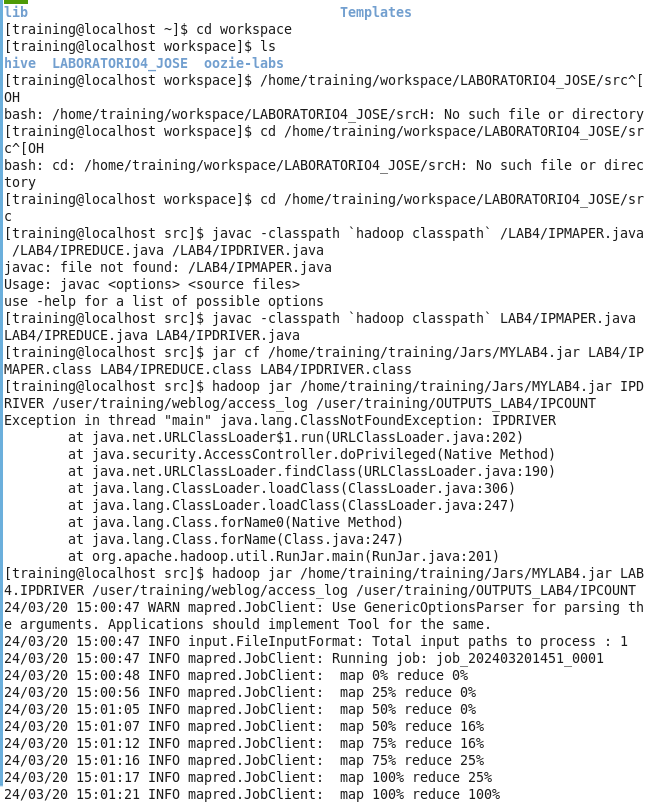 lib                                       Templates
[training@localhost ~]$ cd workspace
[training@localhost workspace]$ ls
hive  LABORATORIO4_JOSE  oozie-labs
[training@localhost workspace]$ /home/training/workspace/LABORATORIO4_JOSE/src^[
OH
bash: /home/training/workspace/LABORATORIO4_JOSE/srcH: No such file or directory
[training@localhost workspace]$ cd /home/training/workspace/LABORATORIO4_JOSE/sr
c^[OH
bash: cd: /home/training/workspace/LABORATORIO4_JOSE/srcH: No such file or direc
tory
[training@localhost workspace]$ cd /home/training/workspace/LABORATORIO4_JOSE/sr
c
[training@localhost src]$ javac -classpath `hadoop classpath` /LAB4/IPMAPER.java
 /LAB4/IPREDUCE.java /LAB4/IPDRIVER.java
javac: file not found: /LAB4/IPMAPER.java
Usage: javac <options> <source files>
use -help for a list of possible options
[training@localhost src]$ javac -classpath `hadoop classpath` LAB4/IPMAPER.java
LAB4/IPREDUCE.java LAB4/IPDRIVER.java
[training@localhost src]$ jar cf /home/training/training/Jars/MYLAB4.jar LAB4/IP
MAPER.class LAB4/IPREDUCE.class LAB4/IPDRIVER.class
[training@localhost src]$ hadoop jar /home/training/training/Jars/MYLAB4.jar IPD
RIVER /user/training/weblog/access_log /user/training/OUTPUTS_LAB4/IPCOUNT
Exception in thread "main" java.lang.ClassNotFoundException: IPDRIVER
        at java.net.URLClassLoader$1.run(URLClassLoader.java:202)
        at java.security.AccessController.doPrivileged(Native Method)
        at java.net.URLClassLoader.findClass(URLClassLoader.java:190)
        at java.lang.ClassLoader.loadClass(ClassLoader.java:306)
        at java.lang.ClassLoader.loadClass(ClassLoader.java:247)
        at java.lang.Class.forName0(Native Method)
        at java.lang.Class.forName(Class.java:247)
        at org.apache.hadoop.util.RunJar.main(RunJar.java:201)
[training@localhost src]$ hadoop jar /home/training/training/Jars/MYLAB4.jar LAB
4.IPDRIVER /user/training/weblog/access_log /user/training/OUTPUTS_LAB4/IPCOUNT
24/03/20 15:00:47 WARN mapred.JobClient: Use GenericOptionsParser for parsing th
e arguments. Applications should implement Tool for the same.
24/03/20 15:00:47 INFO input.FileInputFormat: Total input paths to process : 1
24/03/20 15:00:47 INFO mapred.JobClient: Running job: job_202403201451_0001
24/03/20 15:00:48 INFO mapred.JobClient:  map 0% reduce 0%
24/03/20 15:00:56 INFO mapred.JobClient:  map 25% reduce 0%
24/03/20 15:01:05 INFO mapred.JobClient:  map 50% reduce 0%
24/03/20 15:01:07 INFO mapred.JobClient:  map 50% reduce 16%
24/03/20 15:01:12 INFO mapred.JobClient:  map 75% reduce 16%
24/03/20 15:01:16 INFO mapred.JobClient:  map 75% reduce 25%
24/03/20 15:01:17 INFO mapred.JobClient:  map 100% reduce 25%
24/03/20 15:01:21 INFO mapred.JobClient:  map 100% reduce 100%